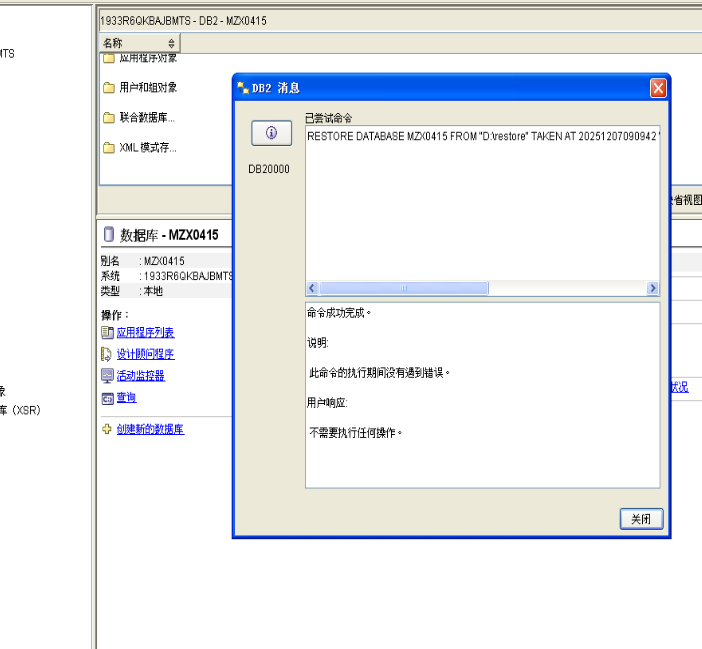 1933R6QKBAJBMTS - DB2 - MZX0415
名称
MTS
应用程序对象
用户和组对象
联合数据库...
XML 模式存...
DB2 消息
已尝试命令
RESTORE DATABASE MZX0415 FROM "D:\restore" TAKEN AT 20251207090942
DB20000
省视图
数据库 - MZX0415
别名 : MZX0415
系统 : 1933R6QKBAJBMTS
类型 : 本地
操作：
应用程序列表
设计顾问程序
活动监控器
查询
创建新的数据库
命令成功完成。
说明:
此命令的执行期间没有遇到错误。
用户响应:
不需要执行任何操作。
状况
象
库（XSR）
关闭